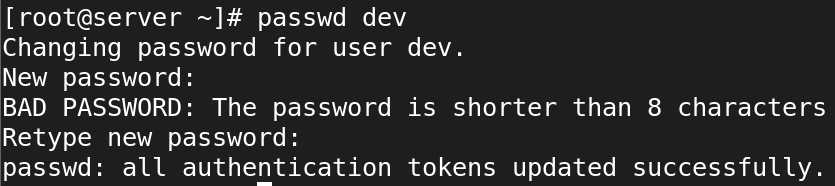 [root@server ~]# passwd dev
Changing password for user dev.
New password:
BAD PASSWORD: The password is shorter than 8 characters
Retype new password:
passwd: all authentication tokens updated successfully.